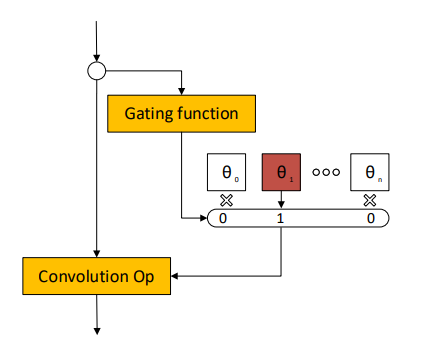 Gating function
θ0 θ1 θn
0 1 0
Convolution Op